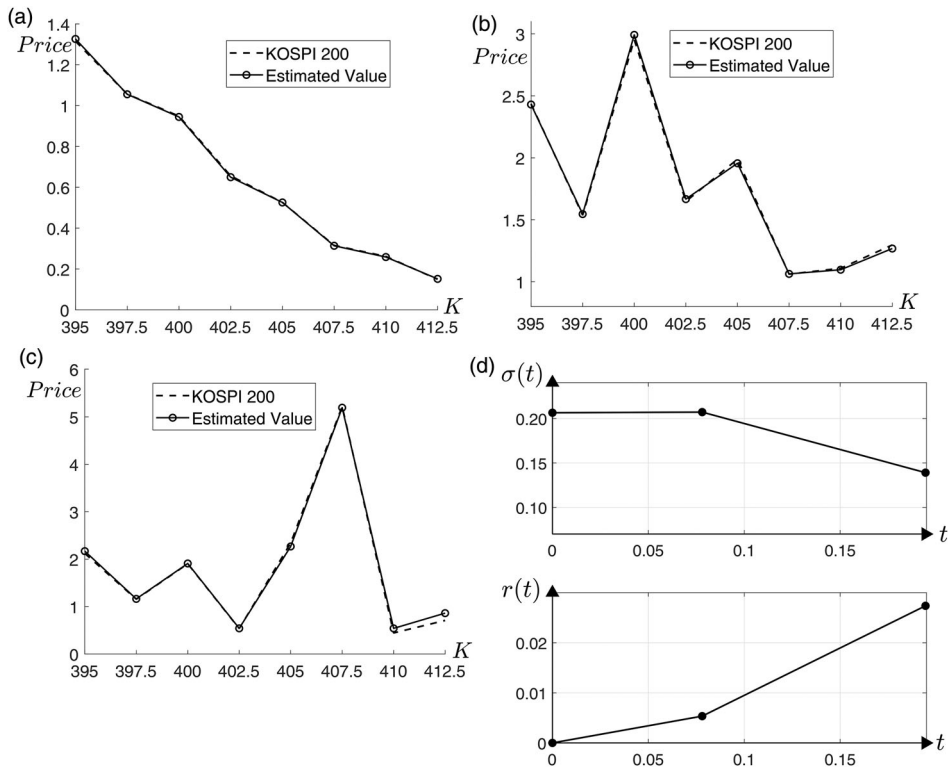 (a)
Price
1.4
1.2
1
0.8
0.6
0.4
0.2
0
KOSPI 200
Estimated Value
395 397.5 400 402.5 405 407.5 410 412.5
K
(b)
Price
3
2.5
2
1.5
1
KOSPI 200
Estimated Value
395 397.5 400 402.5 405 407.5 410 412.5
K
(c)
Price
6
5
4
3
2
1
0
KOSPI 200
Estimated Value
395 397.5 400 402.5 405 407.5 410 412.5
K
(d)
σ(t)
0.20
0.15
0.10
0 0.05 0.1 0.15
t
r(t)
0.02
0.01
0
0 0.05 0.1 0.15
t